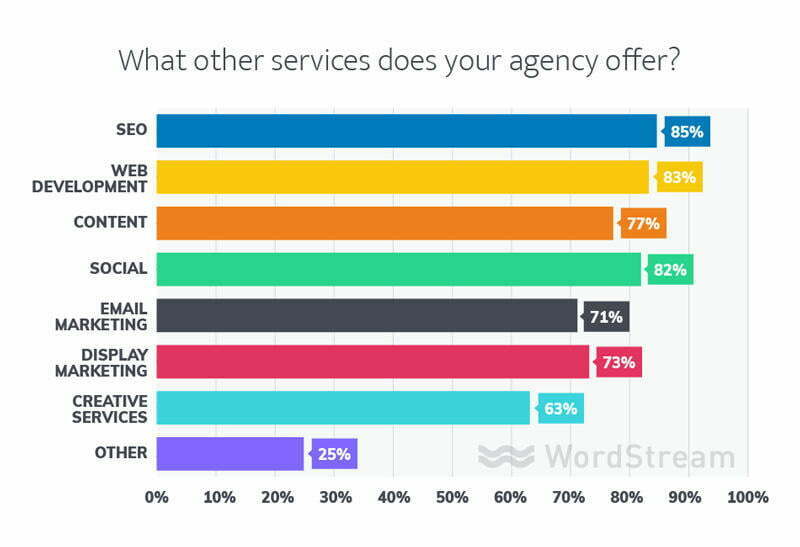 What other services does your agency offer?
SEO
85%
WEB
DEVELOPMENT
83%
CONTENT
77%
SOCIAL
82%
EMAIL
MARKETING
71%
DISPLAY
MARKETING
73%
CREATIVE
SERVICES
63%
OTHER
25%
WordStream
0% 10% 20% 30% 40% 50% 60% 70% 80% 90% 100%